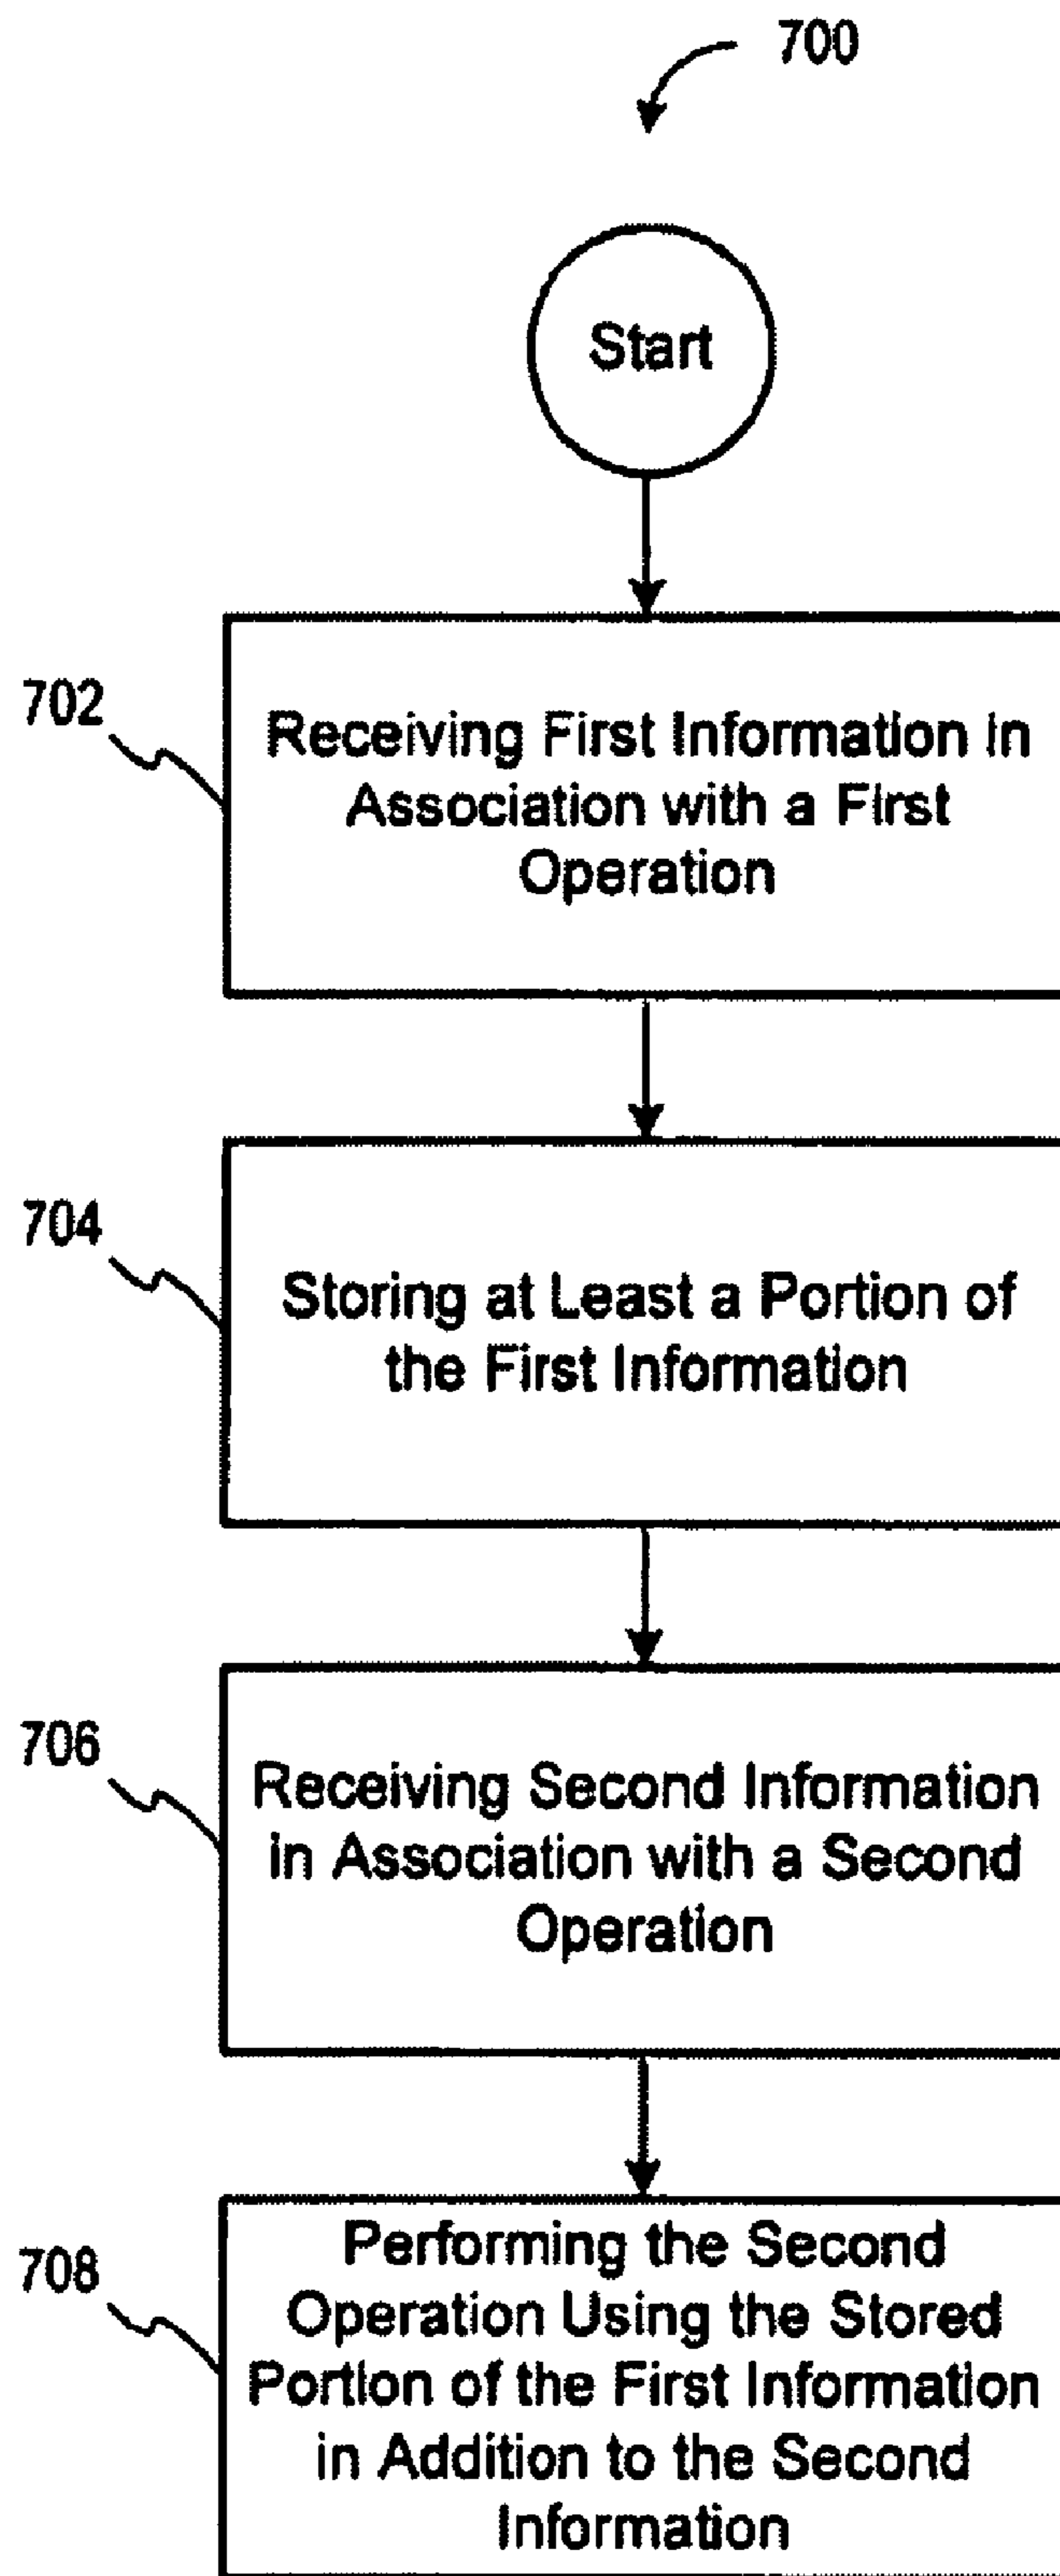 700
Start
702
Receiving First Information in
Association with a First
Operation
704
Storing at Least a Portion of
the First Information
706
Receiving Second Information
in Association with a Second
Operation
708
Performing the Second
Operation Using the Stored
Portion of the First Information
in Addition to the Second
Information